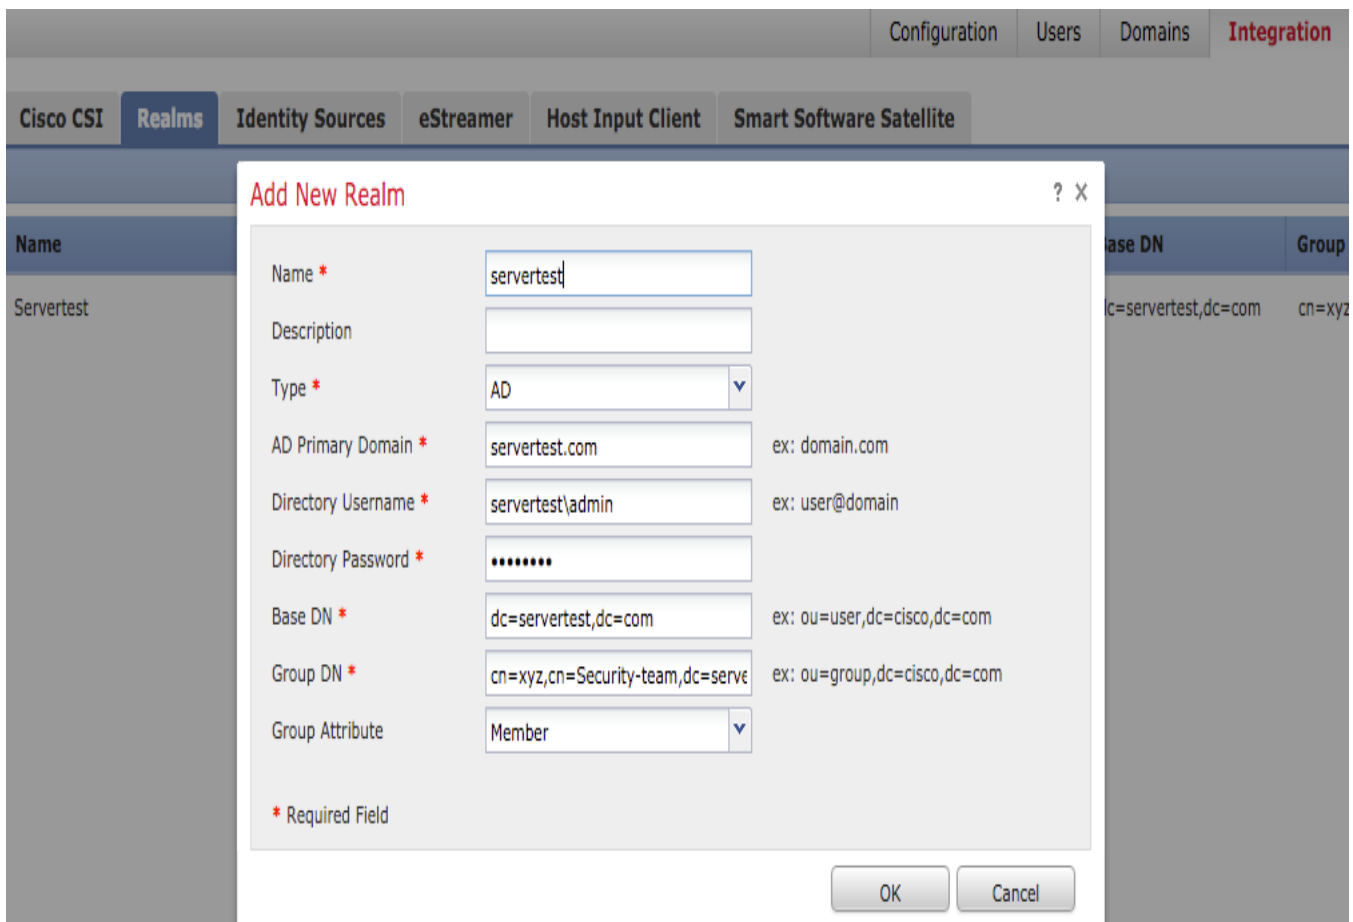 Configuration Users Domains Integration
Cisco CSI Realms Identity Sources eStreamer Host Input Client Smart Software Satellite
Add New Realm ? X
Name Base DN Group
Name * servertest
Servertest dc=servertest,dc=com cn=xyz
Description
Type * AD
AD Primary Domain * servertest.com ex: domain.com
Directory Username * servertest\admin ex: user@domain
Directory Password * ••••••••
Base DN * dc=servertest,dc=com ex: ou=user,dc=cisco,dc=com
Group DN * cn=xyz,cn=Security-team,dc=serve ex: ou=group,dc=cisco,dc=com
Group Attribute Member
* Required Field
OK Cancel